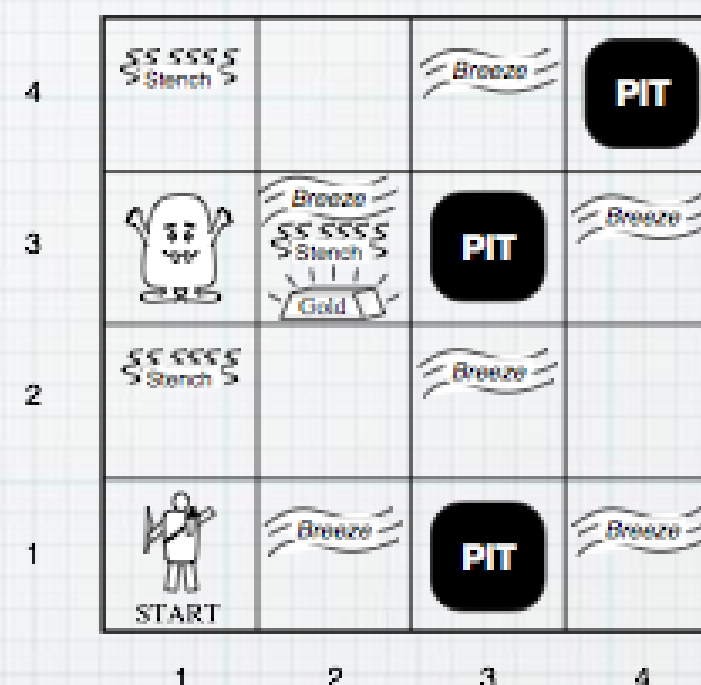 4 Stench Breeze PIT
3 Breeze Stench Gold PIT Breeze
2 Stench Breeze
1 START Breeze PIT Breeze
1 2 3 4